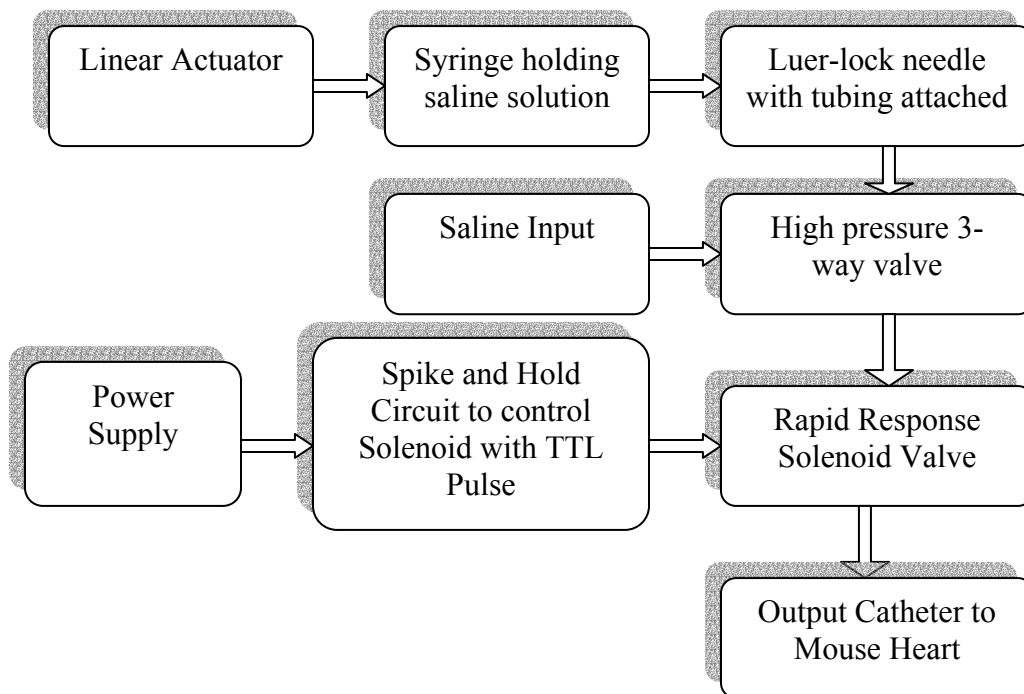 Linear Actuator
Syringe holding
saline solution
Luer-lock needle
with tubing attached
Saline Input
High pressure 3-
way valve
Power
Supply
Spike and Hold
Circuit to control
Solenoid with TTL
Pulse
Rapid Response
Solenoid Valve
Output Catheter to
Mouse Heart